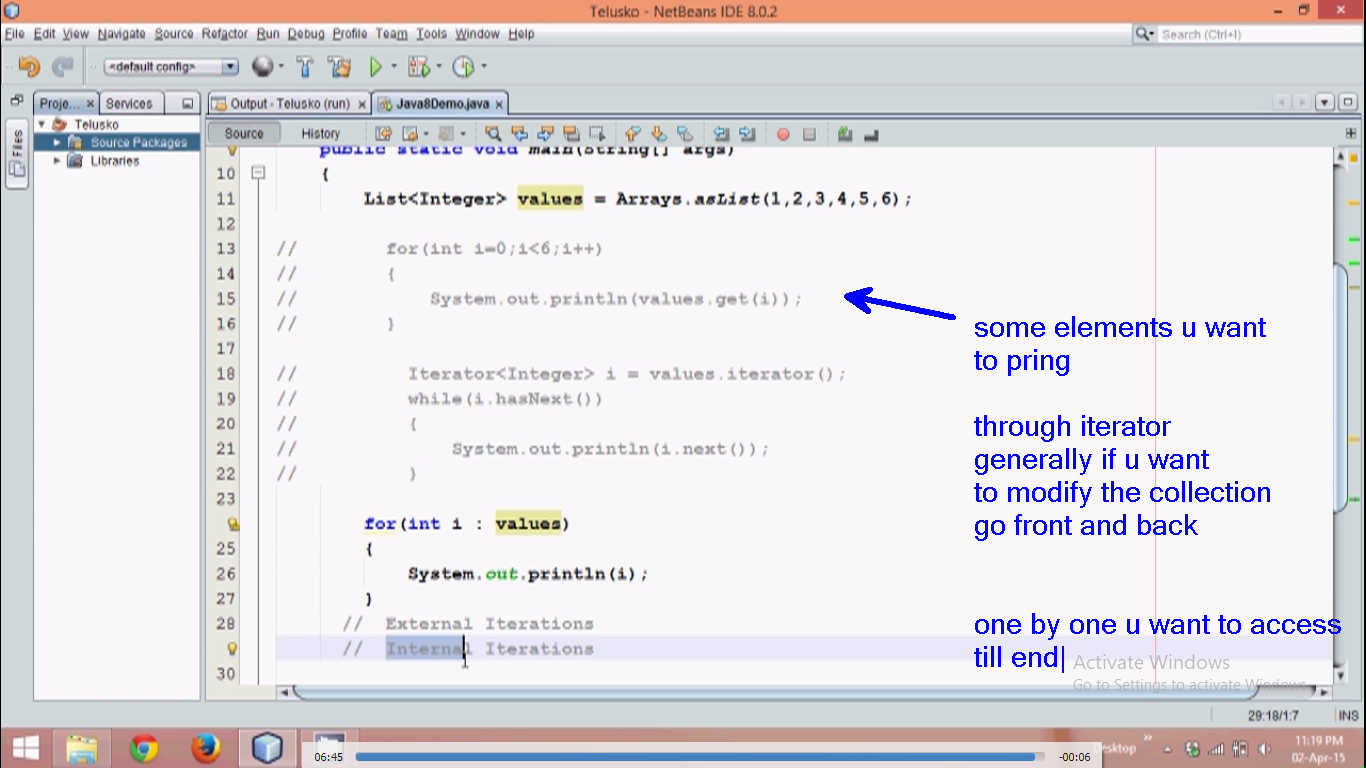 Telusko - NetBeans IDE 8.0.2
File Edit View Navigate Source Refactor Run Debug Profile Team Tools Window Help
Search (Ctrl+I)
<default config>
Proje... Services
Output - Telusko (run) Java8Demo.java
Files
Telusko
Source Packages
Libraries
Source History
public static void main(String[] args)
10 {
11 List<Integer> values = Arrays.asList(1,2,3,4,5,6);
12
13 // for(int i=0;i<6;i++)
14 // {
15 // System.out.println(values.get(i));
16 // }
17
18 // Iterator<Integer> i = values.iterator();
19 // while(i.hasNext())
20 // {
21 // System.out.println(i.next());
22 // }
23
for(int i : values)
25 {
26 System.out.println(i);
27 }
28 // External Iterations
// Internal Iterations
30
some elements u want
to pring
through iterator
generally if u want
to modify the collection
go front and back
one by one u want to access
till end
Activate Windows
Go to Settings to activate Windows.
29:18/1:7 INS
06:45 -00:06
Desktop
11:19 PM
02-Apr-15